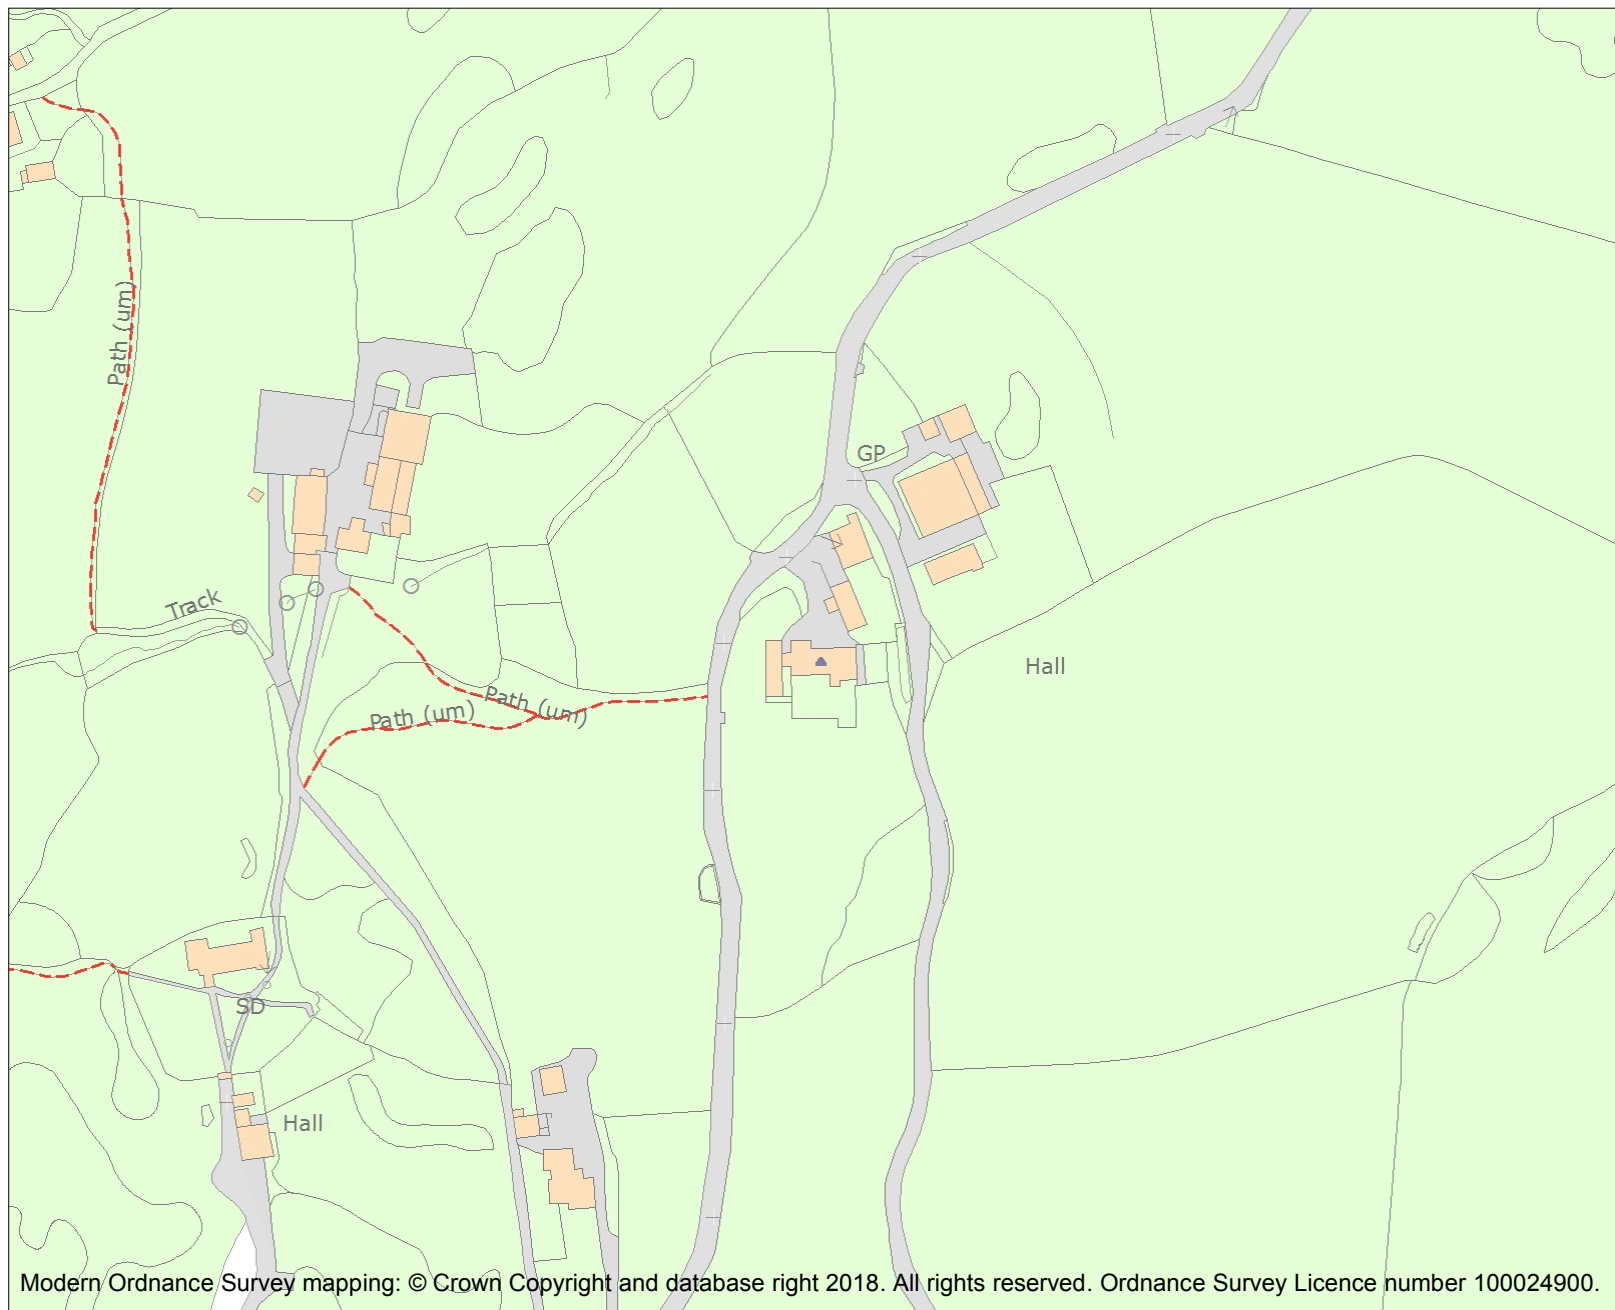 Path (um)
GP
Track
Hall
Path (um)
Path (um)
SD
Hall
Modern Ordnance Survey mapping: © Crown Copyright and database right 2018. All rights reserved. Ordnance Survey Licence number 100024900.